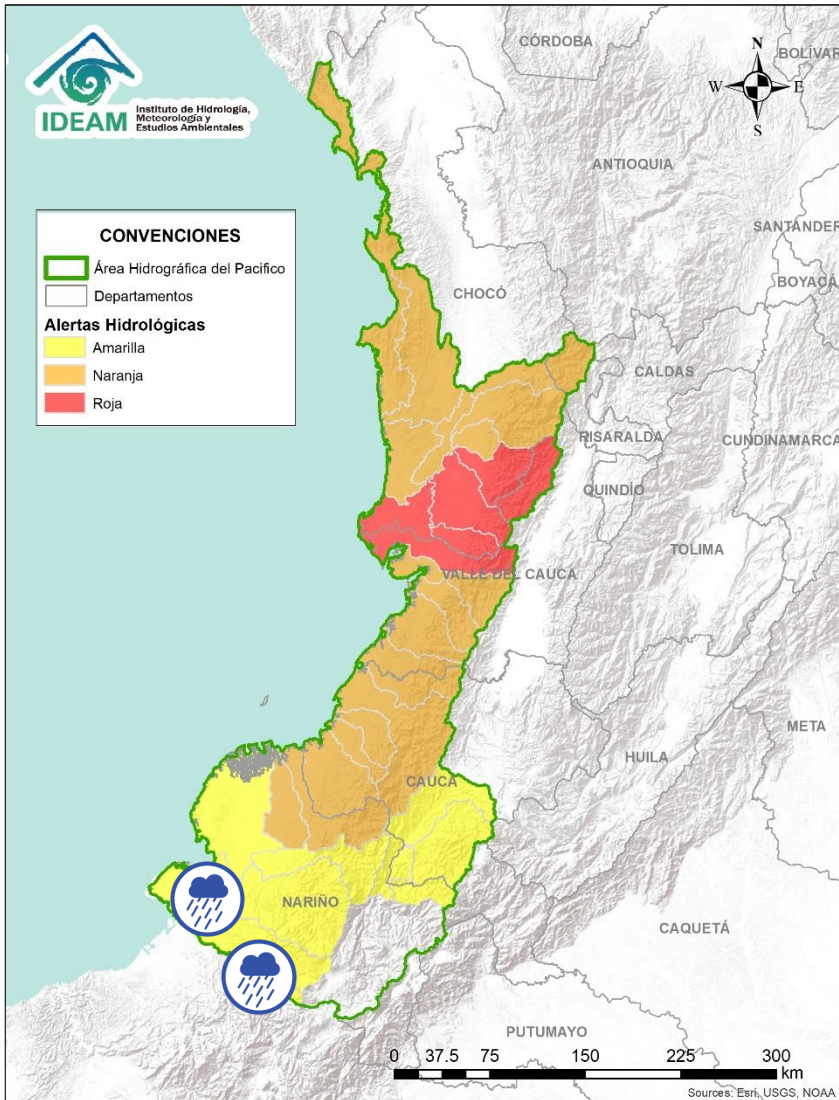 IDEAM
Instituto de Hidrología,
Meteorología y
Estudios Ambientales
CÓRDOBA
BOLÍVAR
N
W
E
S
ANTIOQUIA
SANTANDER
BOYACÁ
CONVENCIONES
Área Hidrográfica del Pacifico
Departamentos
Alertas Hidrológicas
Amarilla
Naranja
Roja
CHOCÓ
CALDAS
RISARALDA
CUNDINAMARCA
QUINDÍO
TOLIMA
VALLE DEL CAUCA
META
HUILA
CAUCA
NARIÑO
CAQUETÁ
PUTUMAYO
0 37.5 75 150 225 300
km
Sources: Esri, USGS, NOAA